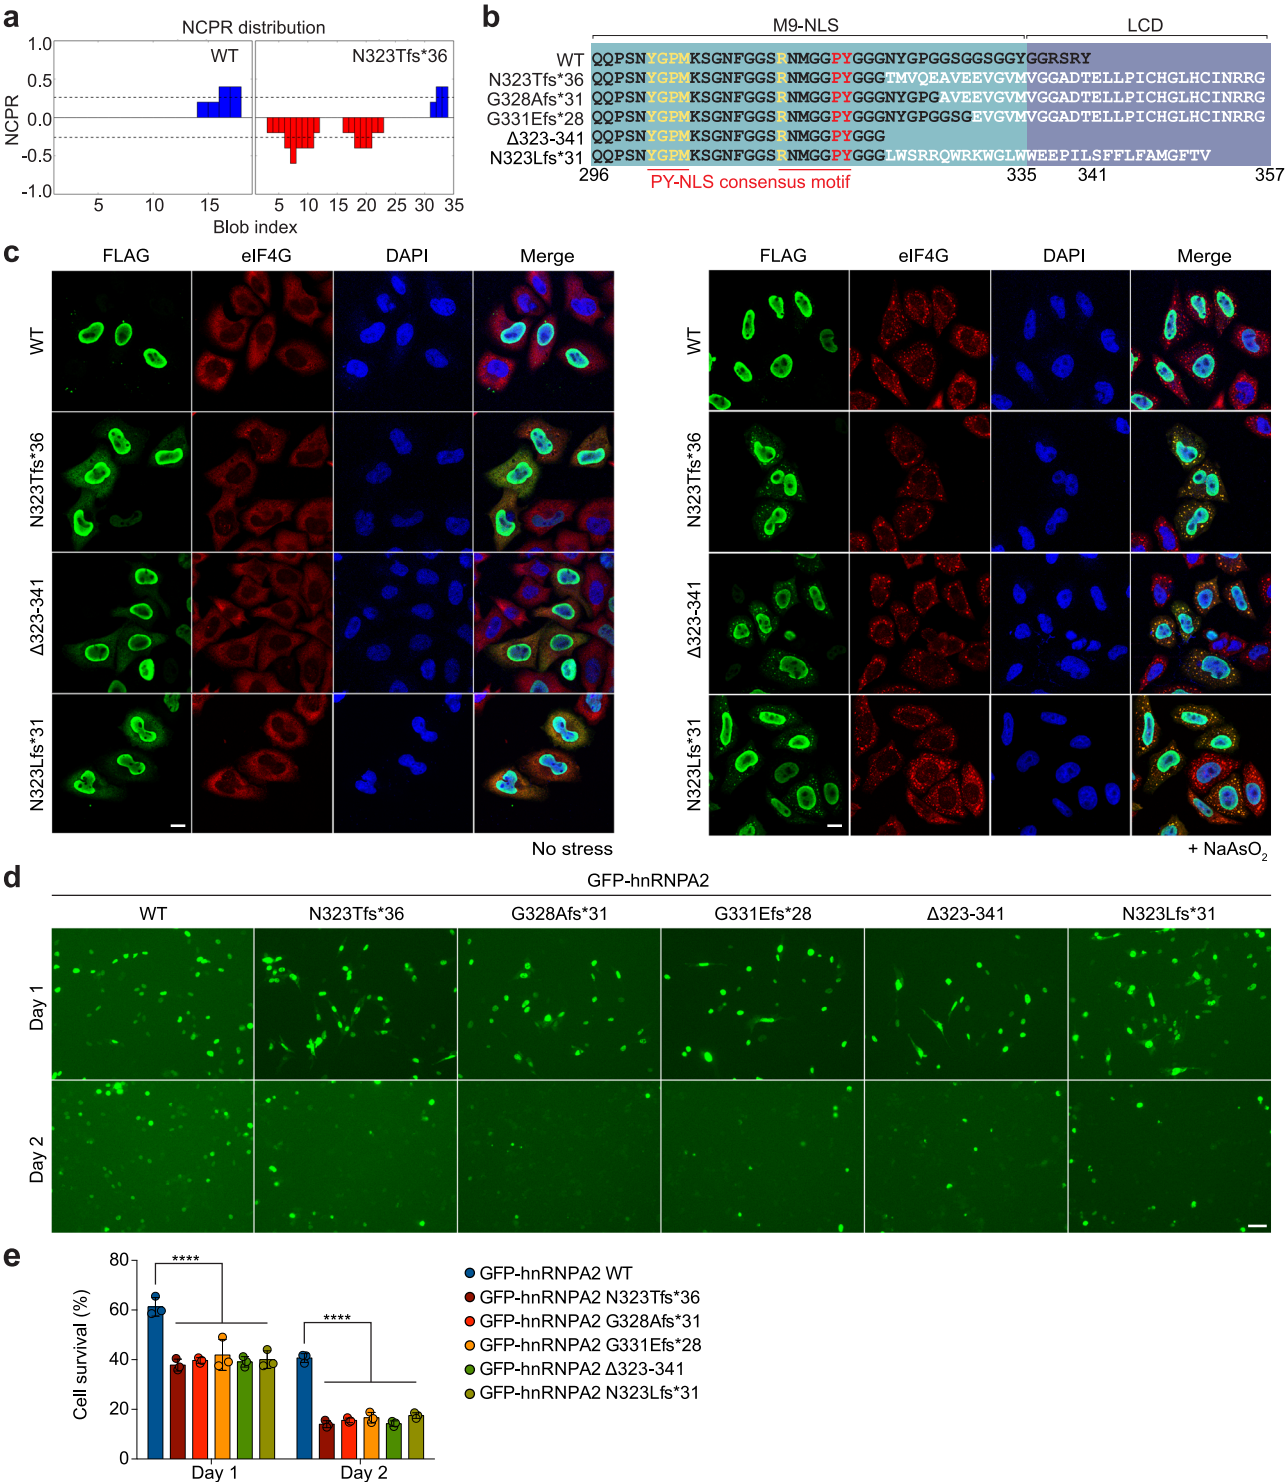 a
NCPR distribution
WT
N323Tfs*36
1.0
0.5
0.0
-0.5
-1.0
NCPR
5 10 15
5 10 15 20 25 30 35
Blob index
b
M9-NLS
LCD
WT QQPSNYGPMKSGNFGGSRNMGGPYGGGNYGPGGSGGSGGYGGRSRY
N323Tfs*36 QQPSNYGPMKSGNFGGSRNMGGPYGGGTMVQEAVEEVGVMVGGADTELLPICHGLHCINRRG
G328Afs*31 QQPSNYGPMKSGNFGGSRNMGGPYGGGNYGPGAVEEVGVMVGGADTELLPICHGLHCINRRG
G331Efs*28 QQPSNYGPMKSGNFGGSRNMGGPYGGGNYGPGGSGEVGVMVGGADTELLPICHGLHCINRRG
Δ323-341 QQPSNYGPMKSGNFGGSRNMGGPYGGG
N323Lfs*31 QQPSNYGPMKSGNFGGSRNMGGPYGGGLWSRRQWRKWGLWWEEPILSFFLFAMGFTV
296 335 341 357
PY-NLS consensus motif
c
FLAG eIF4G DAPI Merge
WT
N323Tfs*36
Δ323-341
N323Lfs*31
No stress
FLAG eIF4G DAPI Merge
WT
N323Tfs*36
Δ323-341
N323Lfs*31
+ NaAsO2
d
GFP-hnRNPA2
WT N323Tfs*36 G328Afs*31 G331Efs*28 Δ323-341 N323Lfs*31
Day 1
Day 2
e
Cell survival (%)
80
60
40
20
0
****
****
Day 1 Day 2
GFP-hnRNPA2 WT
GFP-hnRNPA2 N323Tfs*36
GFP-hnRNPA2 G328Afs*31
GFP-hnRNPA2 G331Efs*28
GFP-hnRNPA2 Δ323-341
GFP-hnRNPA2 N323Lfs*31